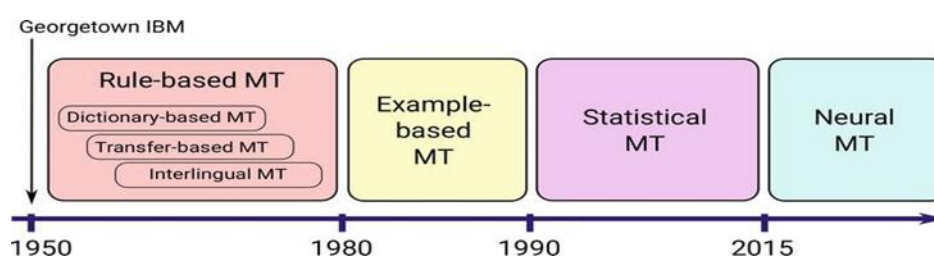 Georgetown IBM
Rule-based MT
Dictionary-based MT
Transfer-based MT
Interlingual MT
Example-
based
MT
Statistical
MT
Neural
MT
1950
1980
1990
2015